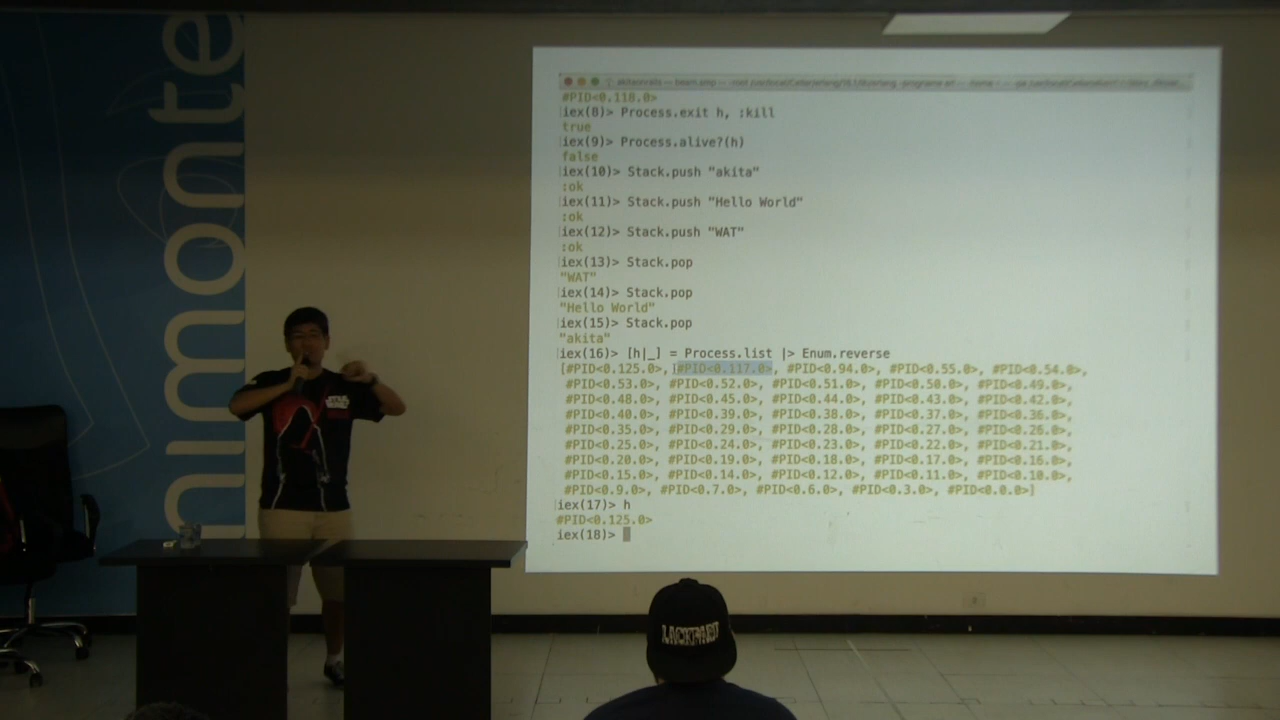 nimonte
#PID<0.118.0>
iex(8)> Process.exit h, :kill
true
iex(9)> Process.alive?(h)
false
iex(10)> Stack.push "akita"
:ok
iex(11)> Stack.push "Hello World"
:ok
iex(12)> Stack.push "WAT"
:ok
iex(13)> Stack.pop
"WAT"
iex(14)> Stack.pop
"Hello World"
iex(15)> Stack.pop
"akita"
iex(16)> [h|_] = Process.list |> Enum.reverse
[#PID<0.125.0>, #PID<0.117.0>, #PID<0.94.0>, #PID<0.55.0>, #PID<0.54.0>,
#PID<0.53.0>, #PID<0.52.0>, #PID<0.51.0>, #PID<0.50.0>, #PID<0.49.0>,
#PID<0.48.0>, #PID<0.45.0>, #PID<0.44.0>, #PID<0.43.0>, #PID<0.42.0>,
#PID<0.40.0>, #PID<0.39.0>, #PID<0.38.0>, #PID<0.37.0>, #PID<0.36.0>,
#PID<0.35.0>, #PID<0.29.0>, #PID<0.28.0>, #PID<0.27.0>, #PID<0.26.0>,
#PID<0.25.0>, #PID<0.24.0>, #PID<0.23.0>, #PID<0.22.0>, #PID<0.21.0>,
#PID<0.20.0>, #PID<0.19.0>, #PID<0.18.0>, #PID<0.17.0>, #PID<0.16.0>,
#PID<0.15.0>, #PID<0.14.0>, #PID<0.12.0>, #PID<0.11.0>, #PID<0.10.0>,
#PID<0.9.0>, #PID<0.7.0>, #PID<0.6.0>, #PID<0.3.0>, #PID<0.0.0>]
iex(17)> h
#PID<0.125.0>
iex(18)>
STAR
WARS